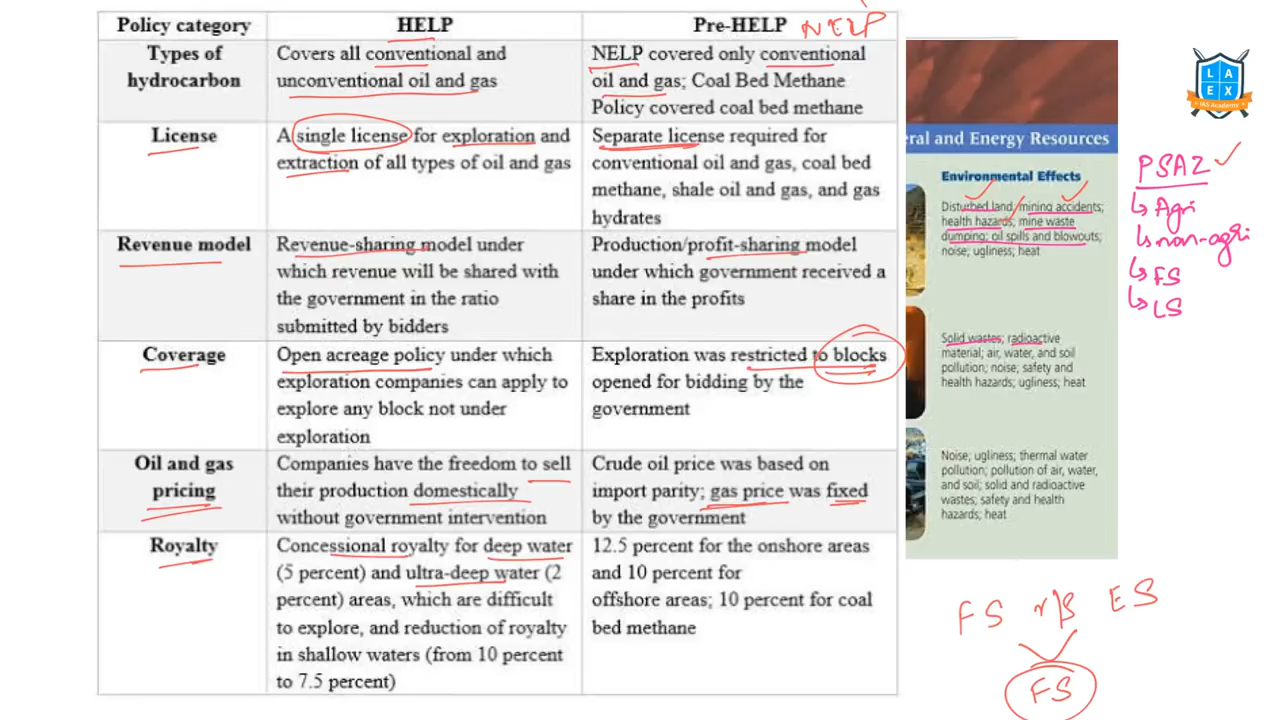 Policy category HELP Pre-HELP NELP
Types of hydrocarbon
Covers all conventional and
unconventional oil and gas
NELP covered only conventional
oil and gas; Coal Bed Methane
Policy covered coal bed methane
License
A single license for exploration and
extraction of all types of oil and gas
Separate license required for
conventional oil and gas, coal bed
methane, shale oil and gas, and gas
hydrates
Revenue model
Revenue-sharing model under
which revenue will be shared with
the government in the ratio
submitted by bidders
Production/profit-sharing model
under which government received a
share in the profits
Coverage
Open acreage policy under which
exploration companies can apply to
explore any block not under
exploration
Exploration was restricted to blocks
opened for bidding by the
government
Oil and gas
pricing
Companies have the freedom to sell
their production domestically
without government intervention
Crude oil price was based on
import parity; gas price was fixed
by the government
Royalty
Concessional royalty for deep water
(5 percent) and ultra-deep water (2
percent) areas, which are difficult
to explore, and reduction of royalty
in shallow waters (from 10 percent
to 7.5 percent)
12.5 percent for the onshore areas
and 10 percent for
offshore areas; 10 percent for coal
bed methane
eral and Energy Resources
Environmental Effects
Disturbed land; mining accidents;
health hazards; mine waste
dumping; oil spills and blowouts;
noise; ugliness; heat
Solid wastes; radioactive
material; air, water, and soil
pollution; noise; safety and
health hazards; ugliness; heat
Noise; ugliness; thermal water
pollution; pollution of air, water,
and soil; solid and radioactive
wastes; safety and health
hazards; heat
LA
EX
IAS Academy
Agri
non-agri
FS
LS
FS ES
FS